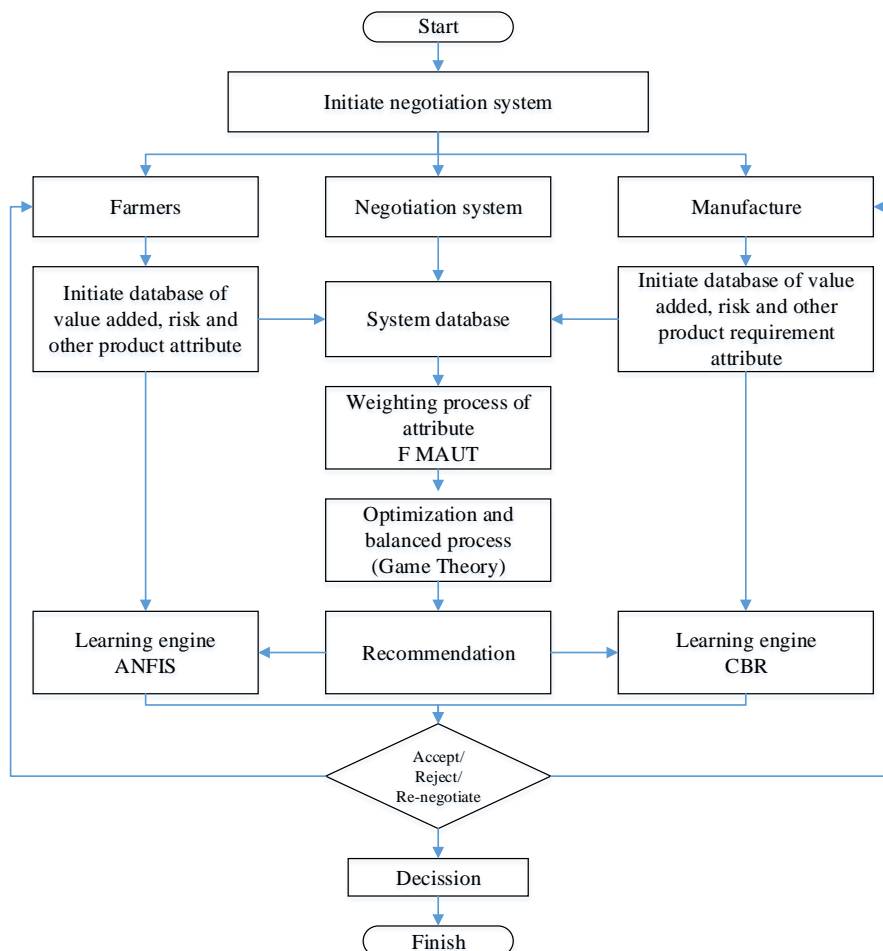 Start
Initiate negotiation system
Farmers
Negotiation system
Manufacture
Initiate database of
value added, risk and
other product attribute
System database
Initiate database of value
added, risk and other
product requirement
attribute
Weighting process of
attribute
F MAUT
Optimization and
balanced process
(Game Theory)
Learning engine
ANFIS
Recommendation
Learning engine
CBR
Accept/
Reject/
Re-negotiate
Decission
Finish